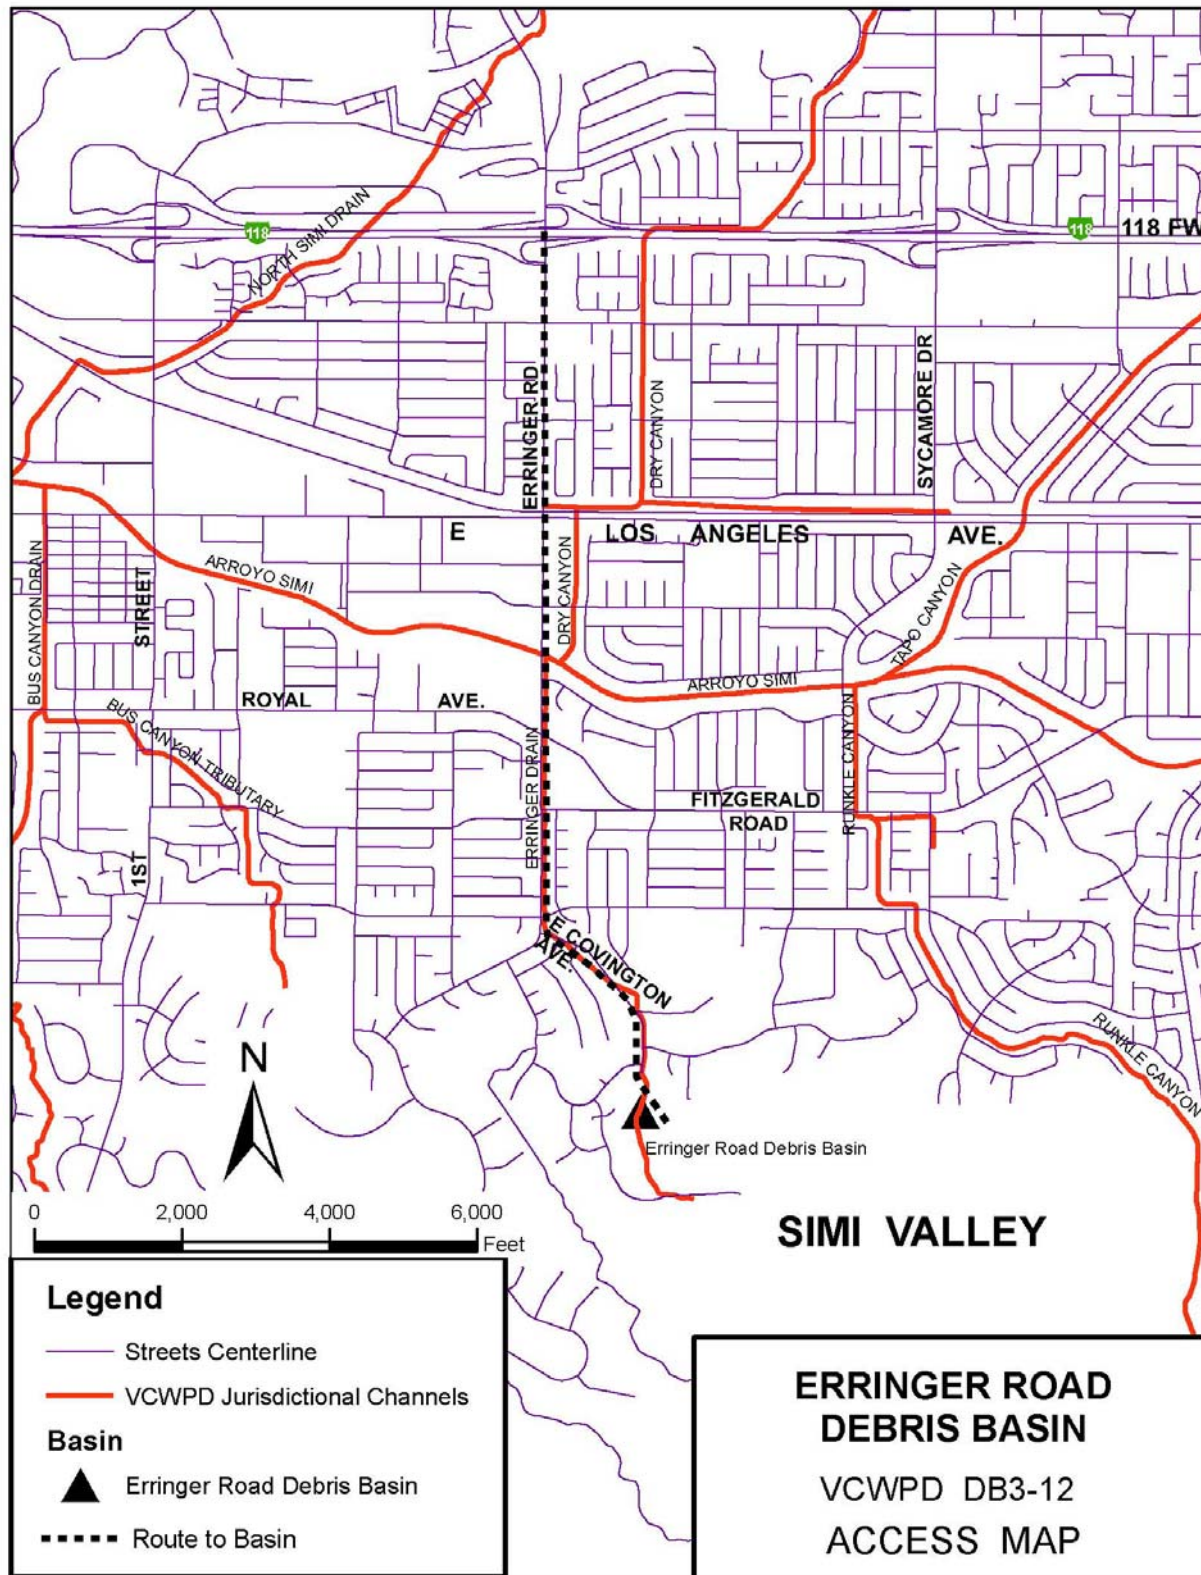 118
118
118 FW
NORTH SIMI DRAIN
ERRINGER RD
DRY CANYON
SYCAMORE DR
E LOS ANGELES AVE.
BUS CANYON DRAIN
STREET
ARROYO SIMI
DRY CANYON
TAPO CANYON
ARROYO SIMI
ROYAL AVE.
BUS CANYON TRIBUTARY
ERRINGER DRAIN
RUNKLE CANYON
FITZGERALD
ROAD
1ST
E COVINGTON
AVE.
RUNKLE CANYON
N
Erringer Road Debris Basin
0 2,000 4,000 6,000
Feet
SIMI VALLEY
Legend
Streets Centerline
VCWPD Jurisdictional Channels
Basin
Erringer Road Debris Basin
Route to Basin
ERRINGER ROAD
DEBRIS BASIN
VCWPD DB3-12
ACCESS MAP